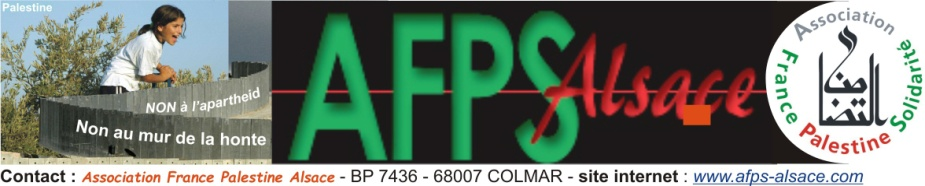 Palestine
NON à l'apartheid
Non au mur de la honte
AFPS Alsace
Association
France
Palestine
Solidarité
التضامن
Contact : Association France Palestine Alsace - BP 7436 - 68007 COLMAR - site internet : www.afps-alsace.com